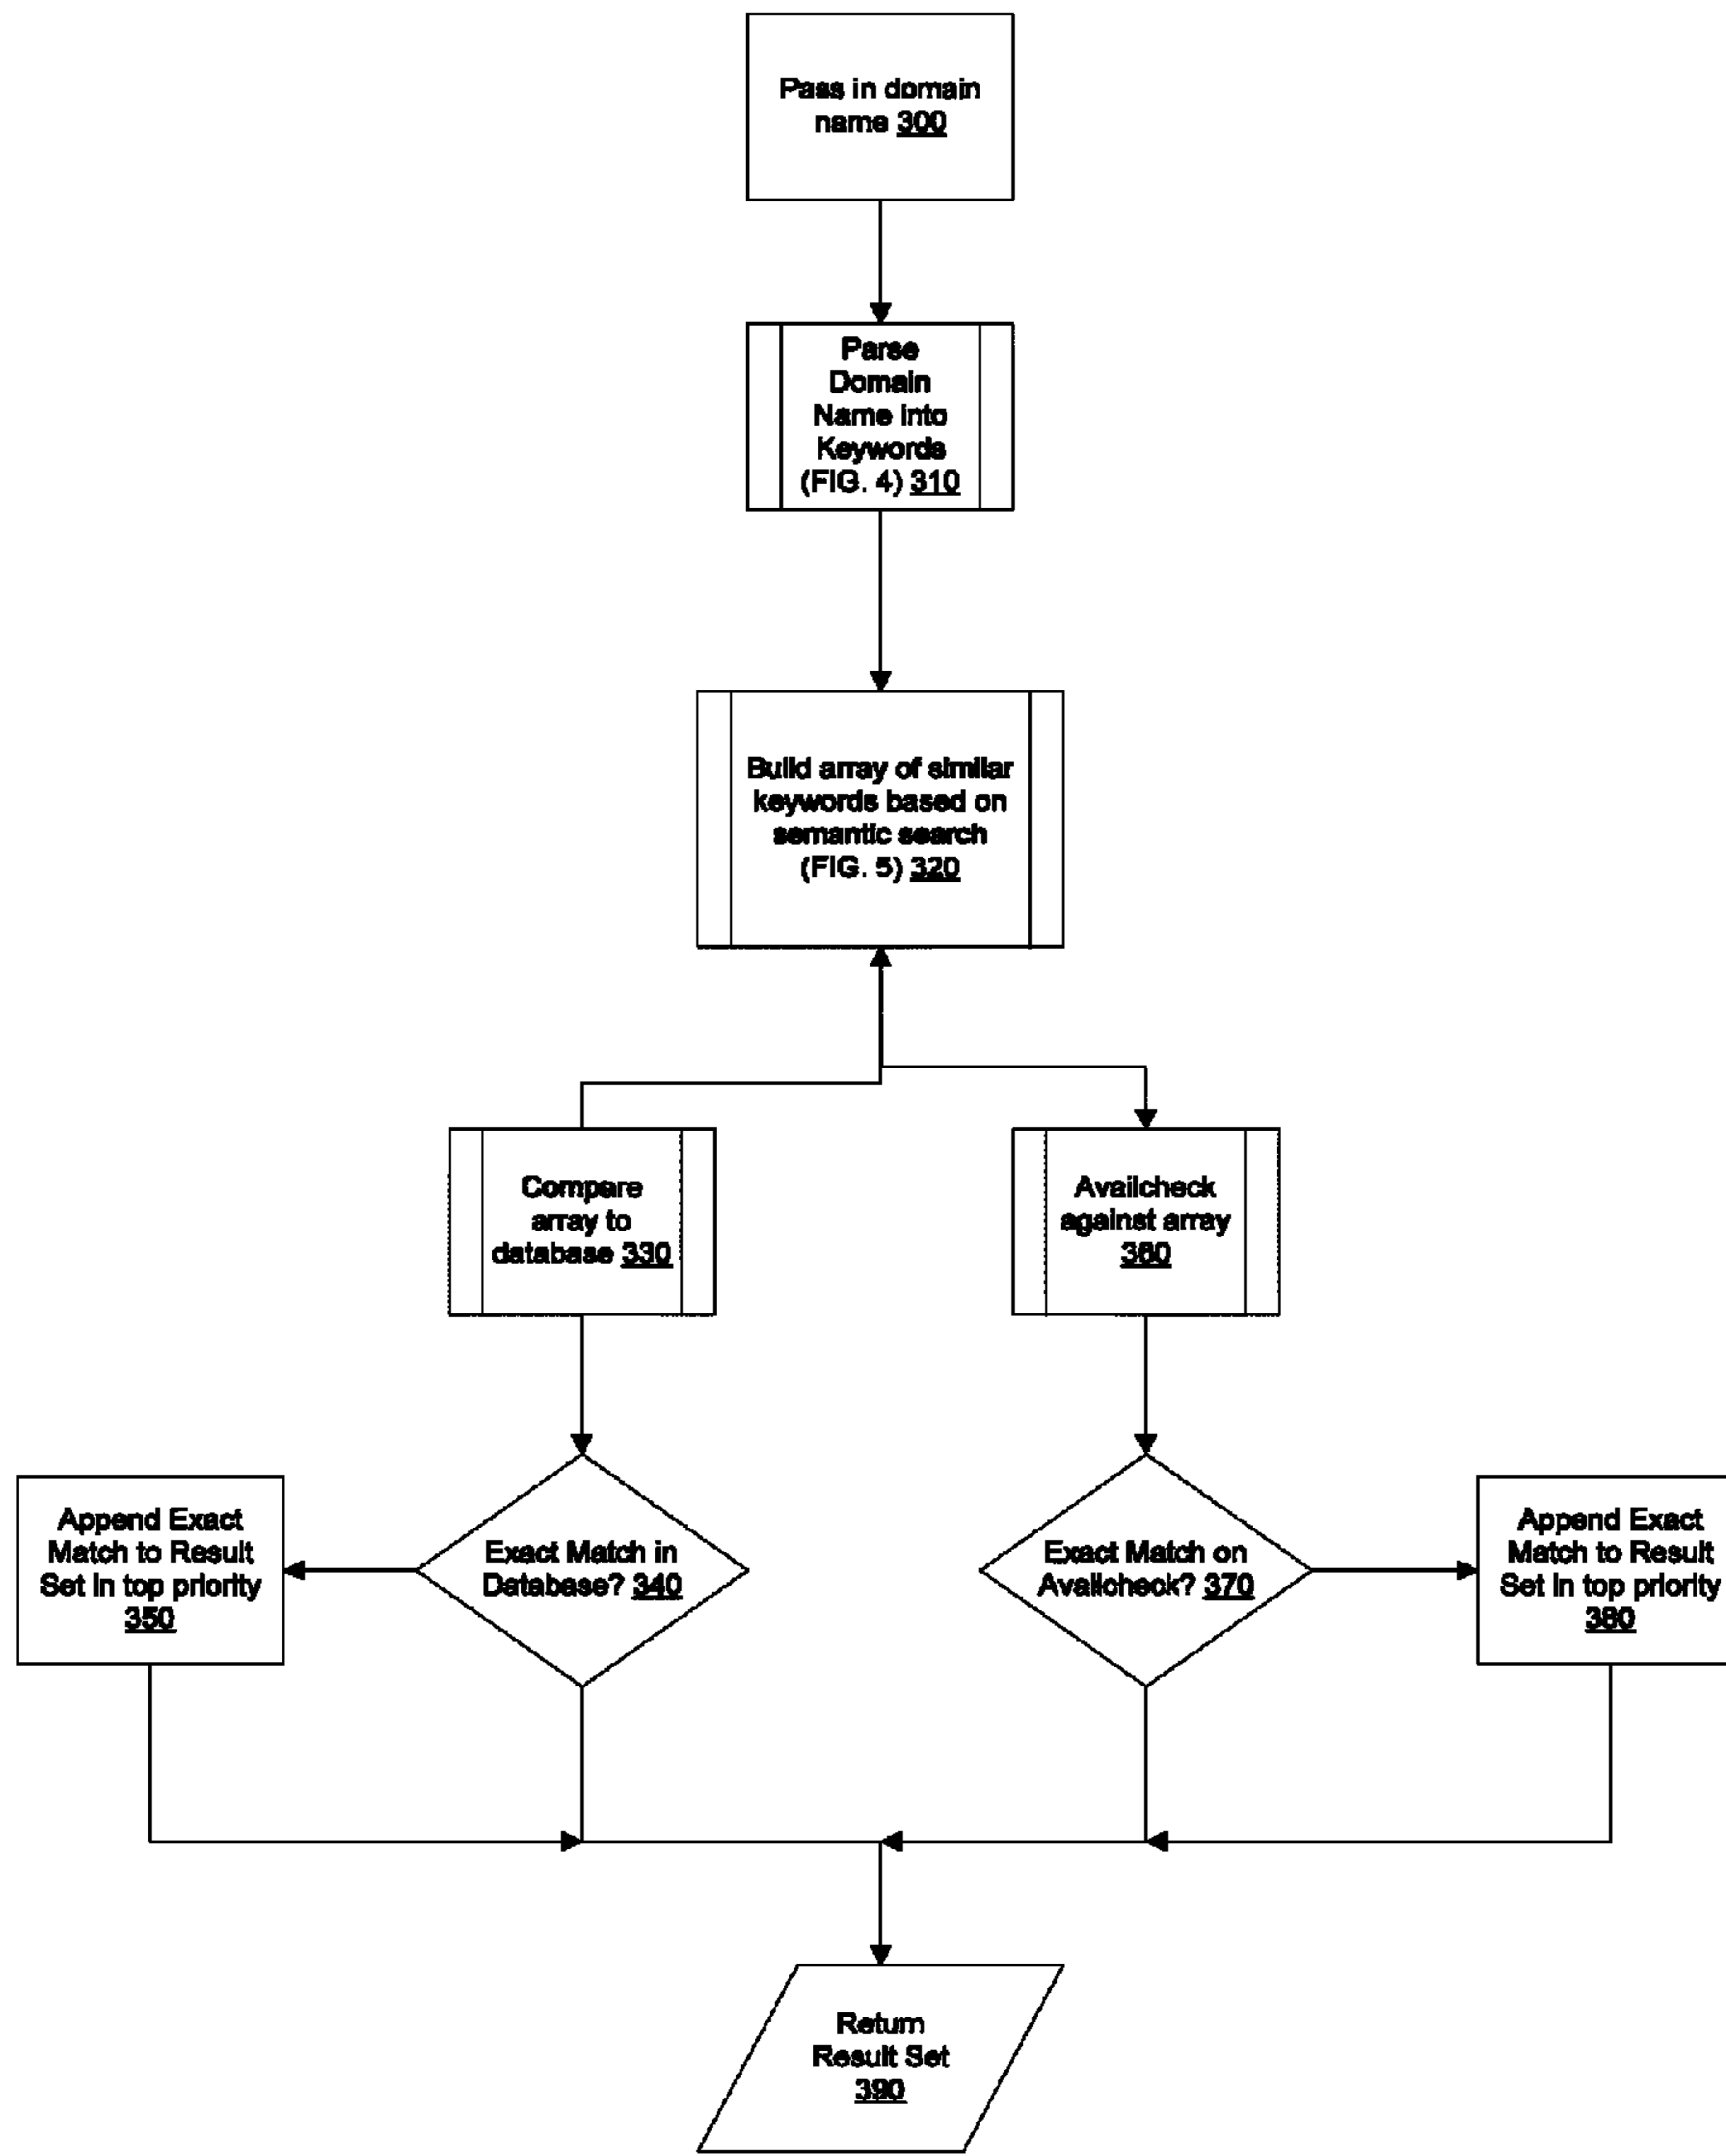 Pass in domain
name 300
Parse
Domain
Name into
Keywords
(FIG. 4) 310
Build array of similar
keywords based on
semantic search
(FIG. 5) 320
Compare
array to
database 330
Availcheck
against array
360
Append Exact
Match to Result
Set in top priority
350
Exact Match in
Database? 340
Exact Match on
Availcheck? 370
Append Exact
Match to Result
Set in top priority
380
Return
Result Set
390